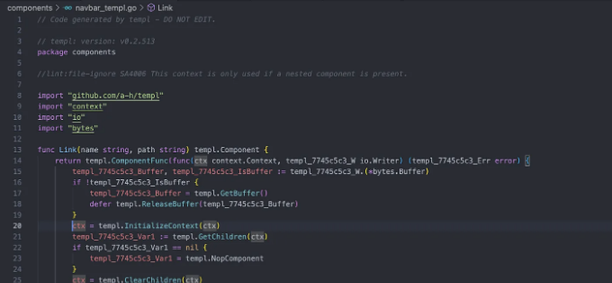 components > navbar_templ.go > Link
1 // Code generated by templ - DO NOT EDIT.
2
3 // templ: version: v0.2.513
4 package components
5
6 //lint:file-ignore SA4006 This context is only used if a nested component is present.
7
8 import "github.com/a-h/templ"
9 import "context"
10 import "io"
11 import "bytes"
12
13 func Link(name string, path string) templ.Component {
14 return templ.ComponentFunc(func(ctx context.Context, templ_7745c5c3_W io.Writer) (templ_7745c5c3_Err error) {
15 templ_7745c5c3_Buffer, templ_7745c5c3_IsBuffer := templ_7745c5c3_W.(*bytes.Buffer)
16 if !templ_7745c5c3_IsBuffer {
17 templ_7745c5c3_Buffer = templ.GetBuffer()
18 defer templ.ReleaseBuffer(templ_7745c5c3_Buffer)
19 }
20 ctx = templ.InitializeContext(ctx)
21 templ_7745c5c3_Var1 := templ.GetChildren(ctx)
22 if templ_7745c5c3_Var1 == nil {
23 templ_7745c5c3_Var1 = templ.NopComponent
24 }
25 ctx = templ.ClearChildren(ctx)